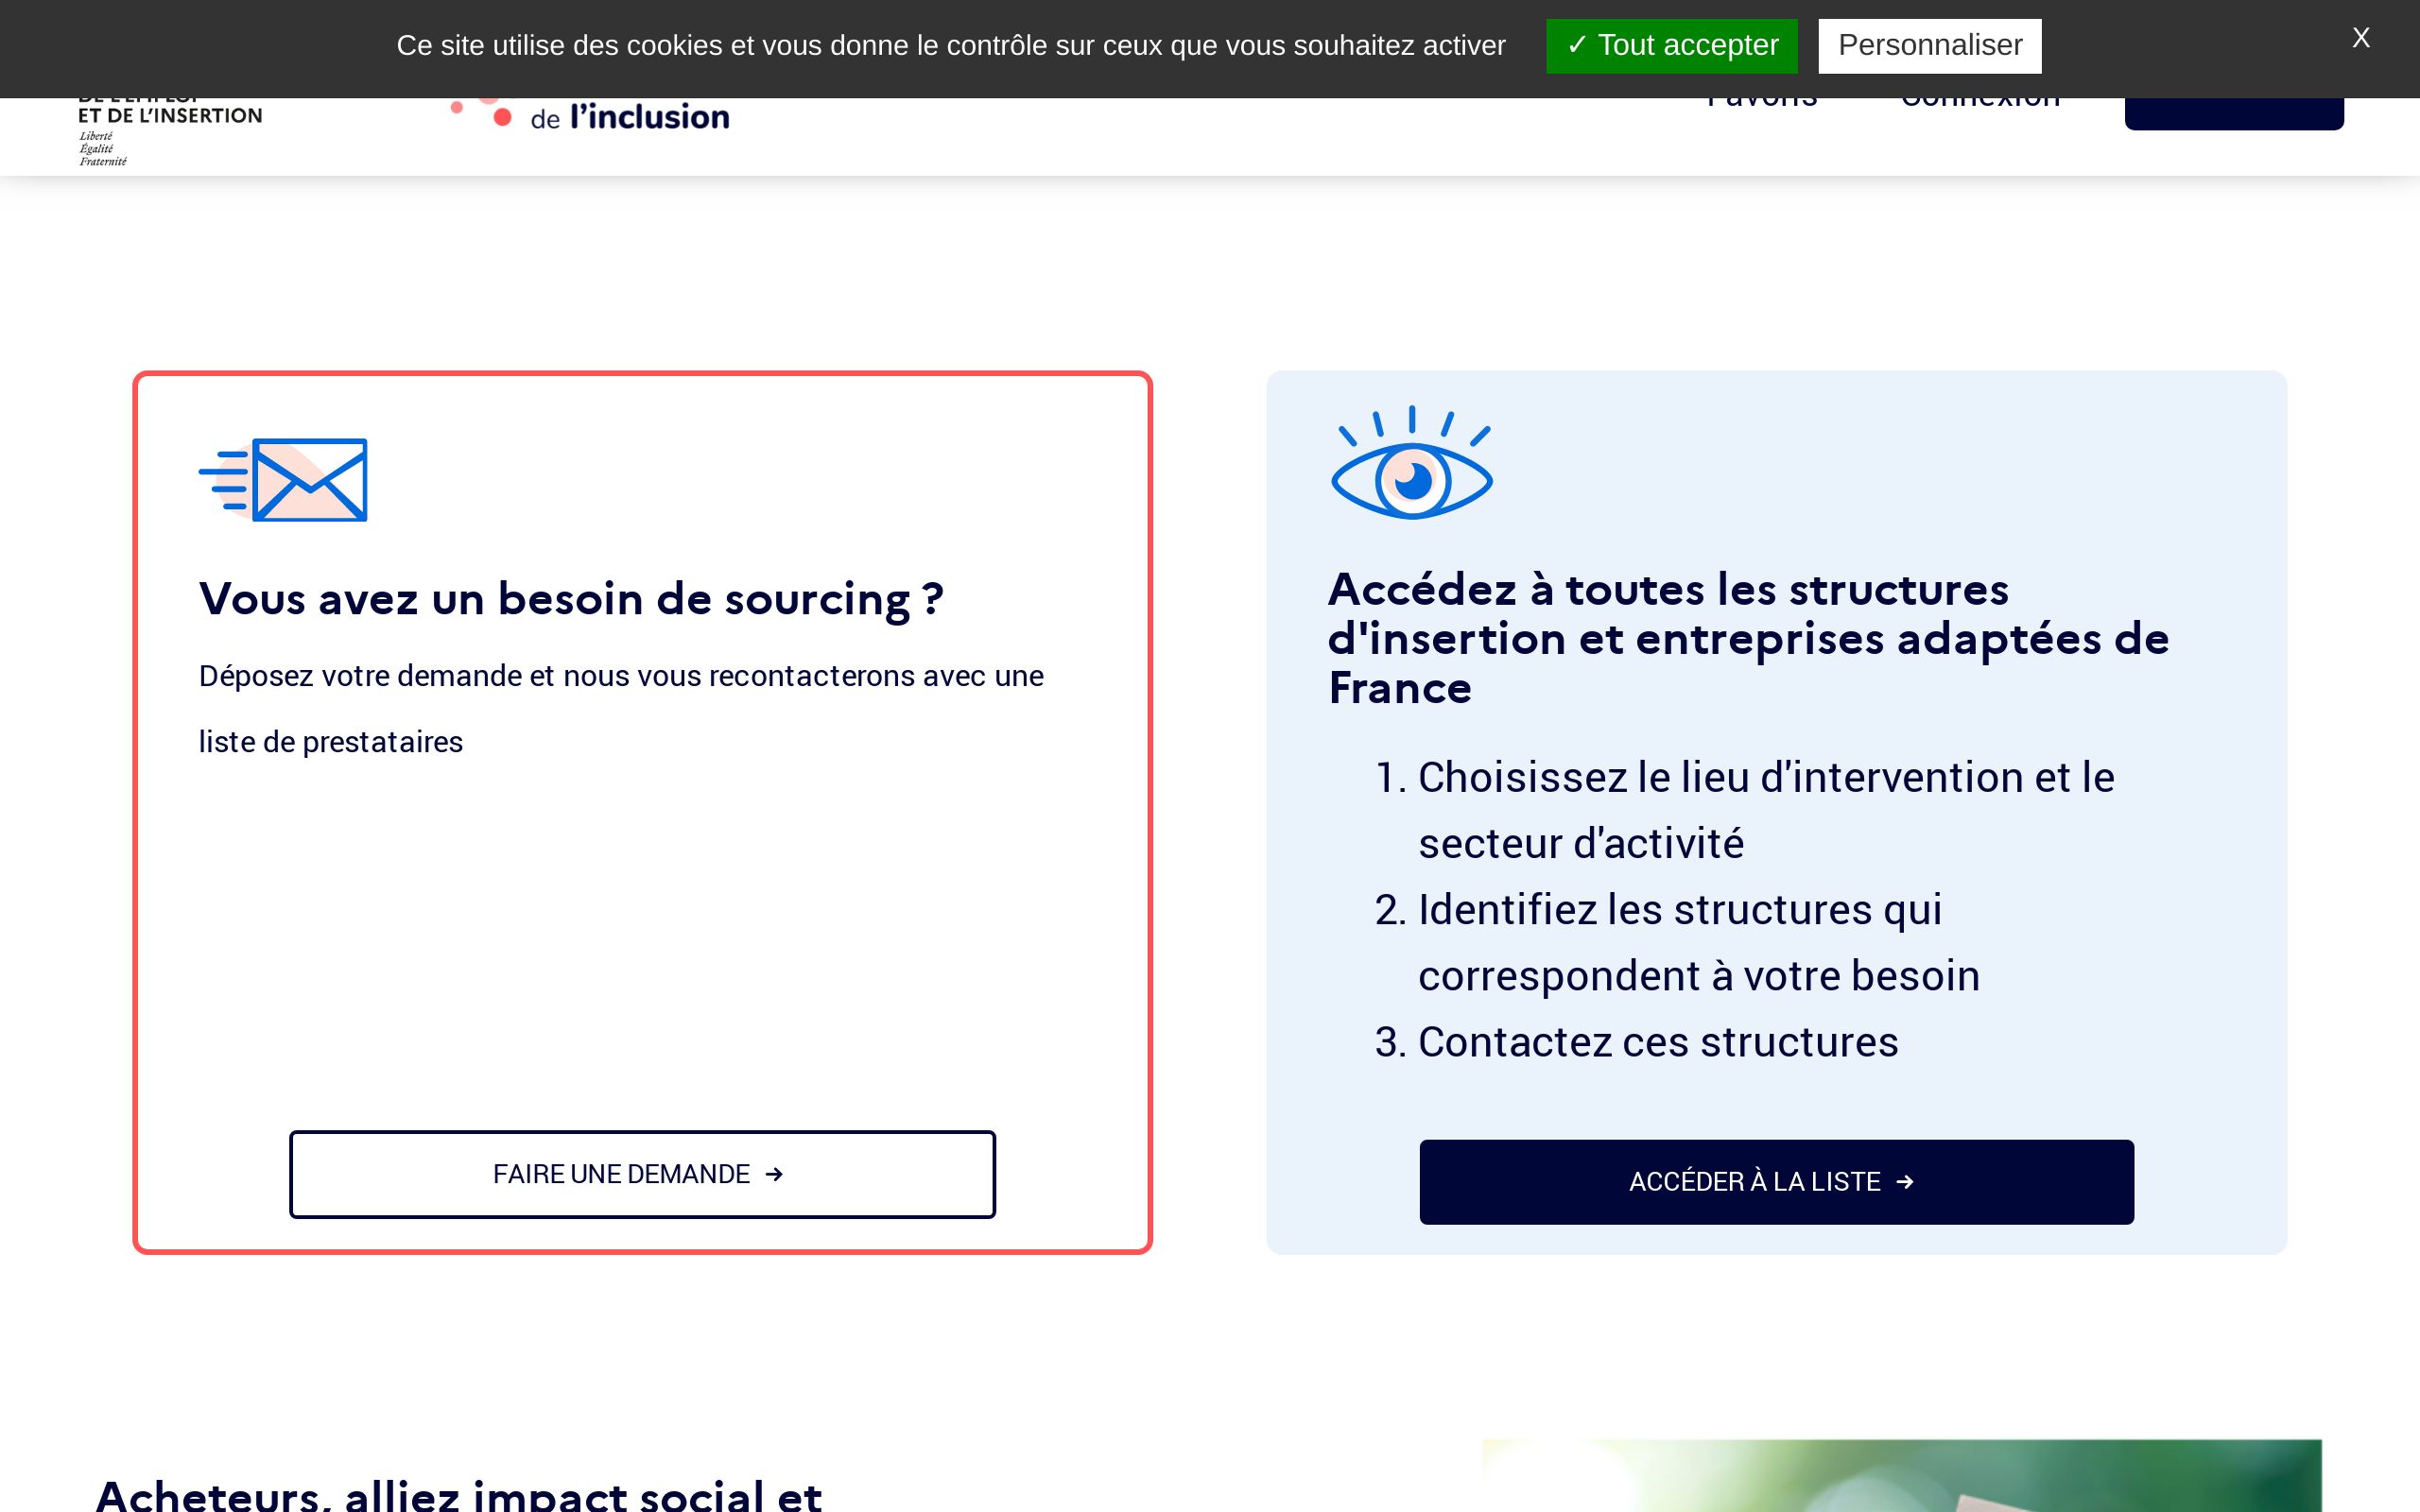 Ce site utilise des cookies et vous donne le contrôle sur ceux que vous souhaitez activer
✓ Tout accepter
Personnaliser
X
DE L'EMPLOI
ET DE L'INSERTION
Liberté
Égalité
Fraternité
de l'inclusion
Favoris
Connexion
Vous avez un besoin de sourcing ?
Déposez votre demande et nous vous recontacterons avec une
liste de prestataires
FAIRE UNE DEMANDE →
Accédez à toutes les structures
d'insertion et entreprises adaptées de
France
1. Choisissez le lieu d'intervention et le
secteur d'activité
2. Identifiez les structures qui
correspondent à votre besoin
3. Contactez ces structures
ACCÉDER À LA LISTE →
Acheteurs, alliez impact social et